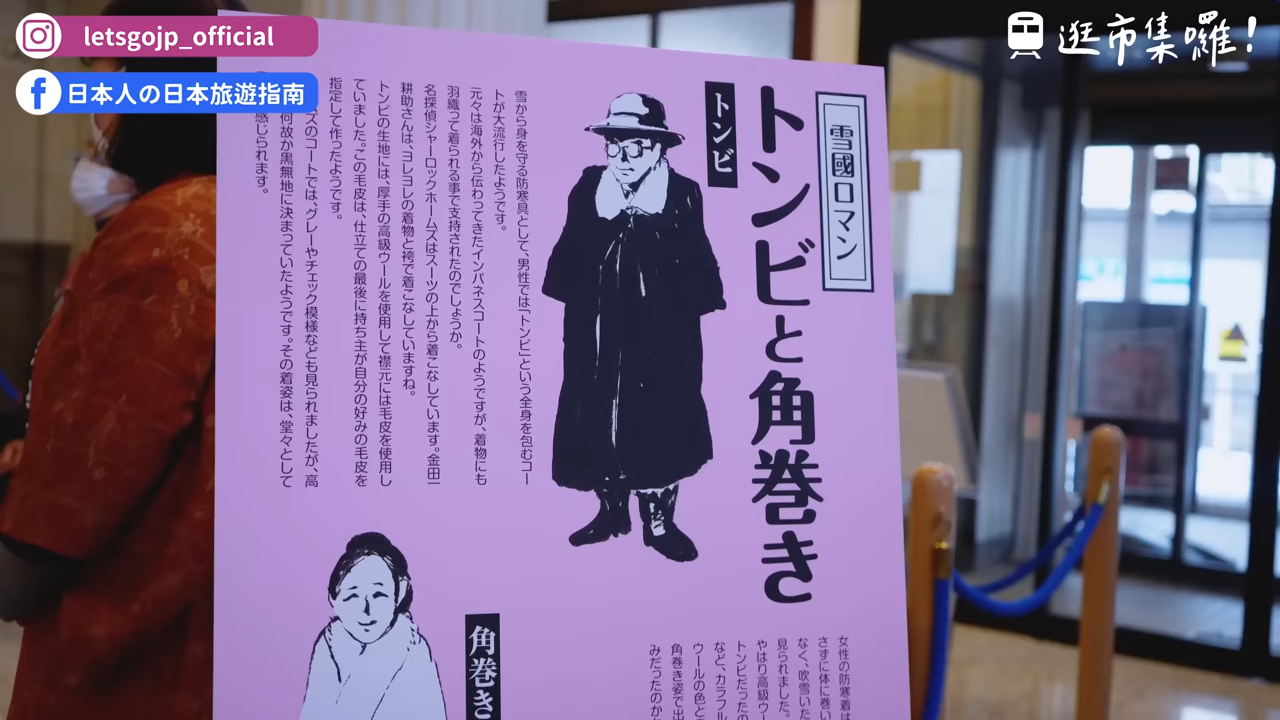 letsgojp_official
日本人の日本旅遊指南
逛市集囉!
雪國ロマン
トンビと角巻き
トンビ
雪から身を守る防寒具として、男性では「トンビ」という全身を包むコー
トが大流行したようです。
元々は海外から伝わってきたインバネスコートのようですが、着物にも
羽織って着られる事で支持されたのでしょうか。
名探偵シャーロックホームズはスーツの上から着こなしています。金田一
耕助さんは、ヨレヨレの着物と袴で着こなしていますね。
トンビの生地には、厚手の高級ウールを使用して襟元には毛皮を使用し
ていました。この毛皮は、仕立ての最後に持ち主が自分の好みの毛皮を
指定して作ったようです。
ズのコートでは、グレーやチェック模様なども見られましたが、高
何故か黒無地に決まっていたようです。その着姿は、堂々として
感じられます。
角巻き
女性の防寒着は
さずに体に巻い
なく、吹雪いた
見られました。
やはり高級ウー
トンビだったの
など、カラフル
ウールの色と
角巻き姿で出
みだったのか